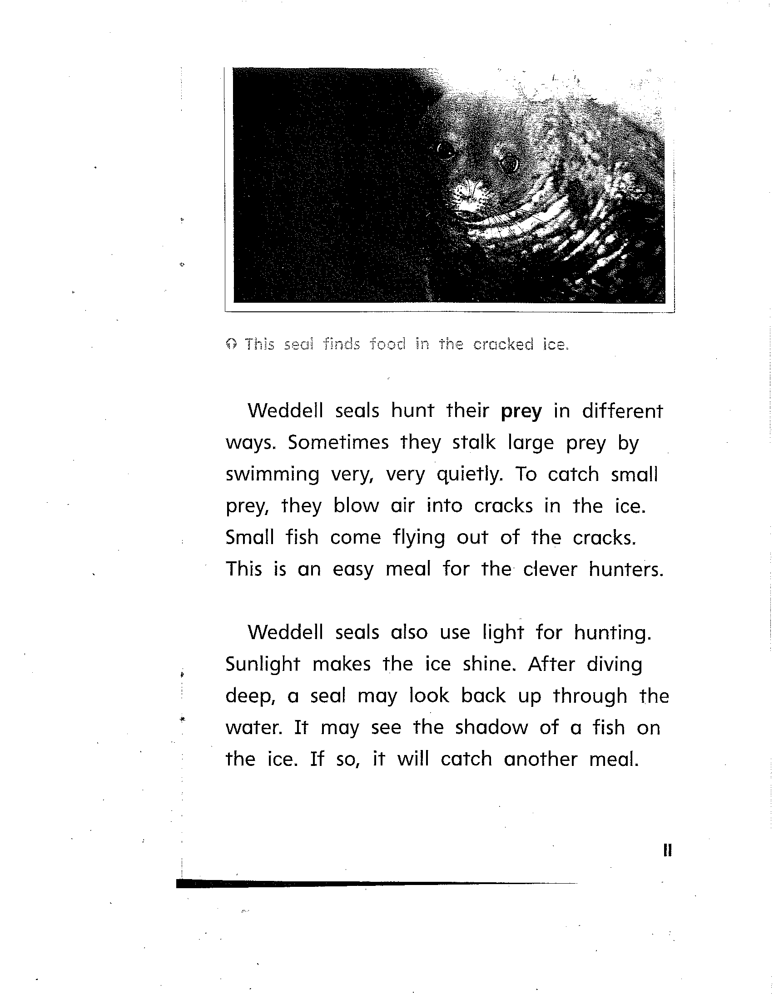 This seal finds food in the cracked ice.
Weddell seals hunt their prey in different
ways. Sometimes they stalk large prey by
swimming very, very quietly. To catch small
prey, they blow air into cracks in the ice.
Small fish come flying out of the cracks.
This is an easy meal for the clever hunters.
Weddell seals also use light for hunting.
Sunlight makes the ice shine. After diving
deep, a seal may look back up through the
water. It may see the shadow of a fish on
the ice. If so, it will catch another meal.
11